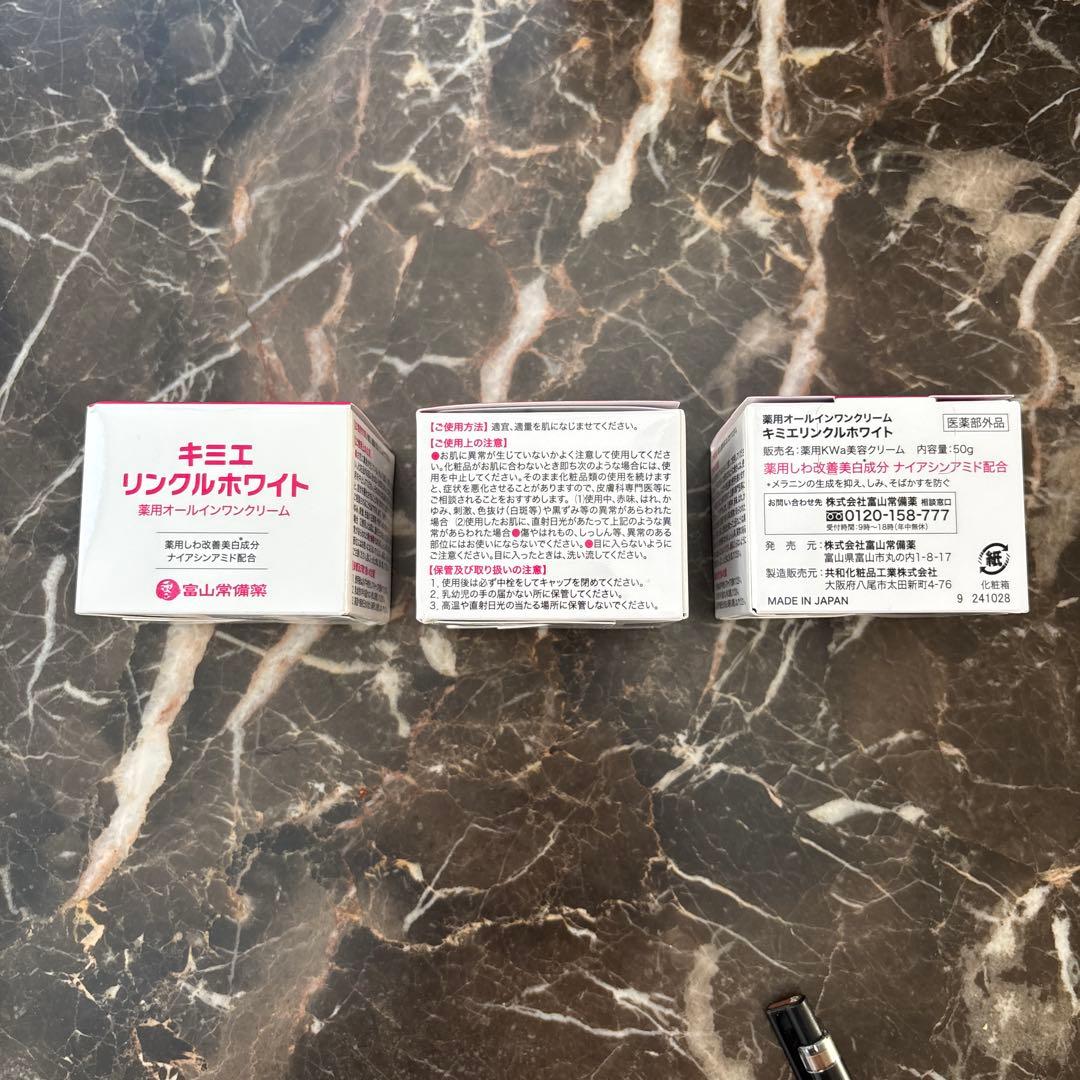 キミエ
リンクルホワイト
薬用オールインワンクリーム
薬用しわ改善美白*成分
ナイアシンアミド配合
富山常備薬
【ご使用方法】適宜、適量を肌になじませてください。
【ご使用上の注意】
●お肌に異常が生じていないかよく注意して使用してくださ
い。化粧品がお肌に合わないとき即ち次のような場合には、使
用を中止してください。そのまま化粧品類の使用を続けます
と、症状を悪化させることがありますので、皮膚科専門医等に
ご相談されることをおすすめします。(1)使用中、赤味、はれ、か
ゆみ、刺激、色抜け(白斑等)や黒ずみ等の異常があらわれた
場合 (2)使用したお肌に、直射日光があたって上記のような異
常があらわれた場合●傷やはれもの、しっしん等、異常のある
部位にはお使いにならないでください。●目に入らないように
ご注意ください。目に入ったときは、洗い流してください。
【保管及び取り扱いの注意】
1. 使用後は必ず中栓をしてキャップを閉めてください。
2. 乳幼児の手の届かない所に保管してください。
3. 高温や直射日光の当たる場所に保管しないでください。
薬用オールインワンクリーム
医薬部外品
キミエリンクルホワイト
販売名:薬用KWa美容クリーム 内容量:50g
薬用しわ改善美白*成分 ナイアシンアミド配合
*メラニンの生成を抑え、しみ、そばかすを防ぐ
お問い合わせ先 株式会社富山常備薬 相談窓口
0120-158-777
受付時間:9時〜18時(年中無休)
発売元:株式会社富山常備薬
富山県富山市丸の内1-8-17
製造販売元:共和化粧品工業株式会社
大阪府八尾市太田新町4-76
紙
化粧箱
MADE IN JAPAN
9 241028